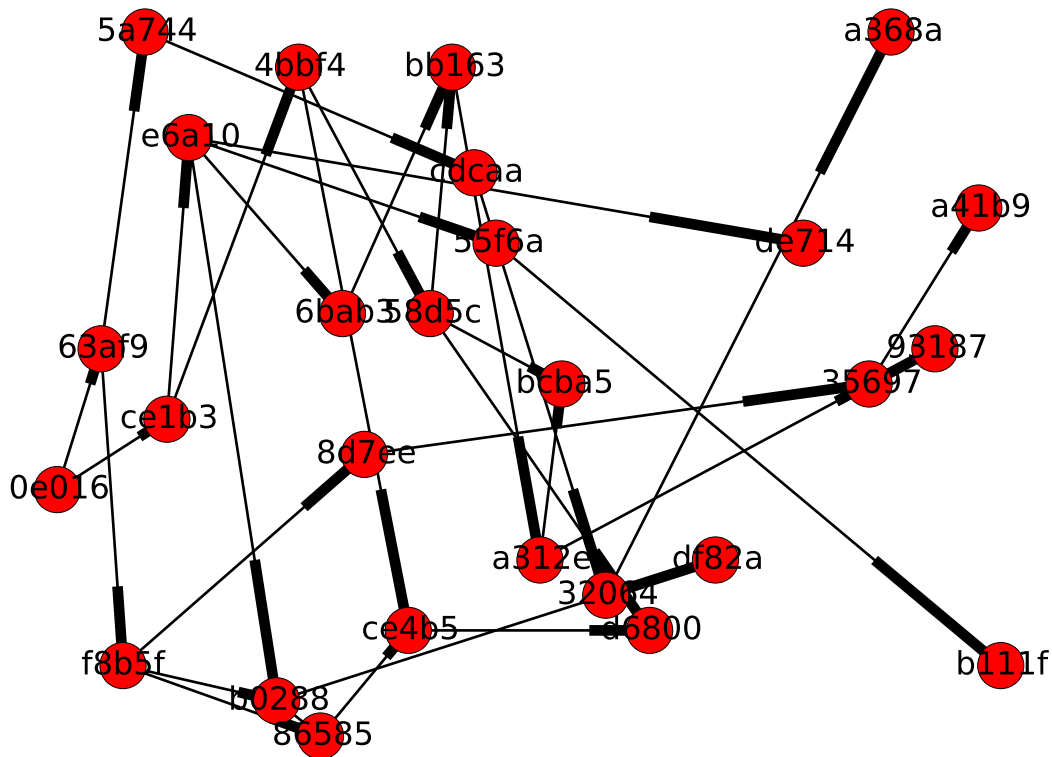 5a744
a368a
4bbf4
bb163
e6a10
cdcaa
a41b9
55f6a
de714
6bab3
58d5c
63af9
93187
bcba5
35697
ce1b3
8d7ee
0e016
a312e
df82a
32064
ce4b5
d6800
f8b5f
b111f
b0288
86585